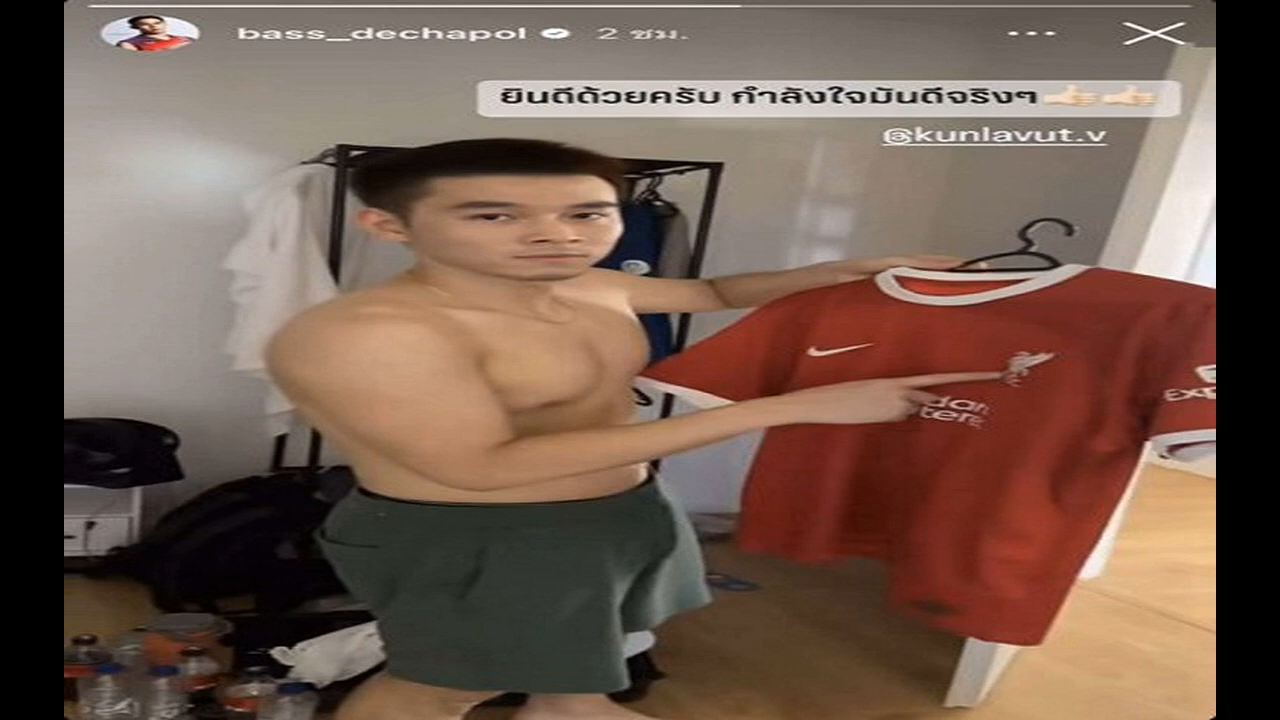 bass_dechapol 2 ชม.
ยินดีด้วยครับ กำลังใจมันดีจริงๆ👍🏻👍🏻
@kunlavut.v